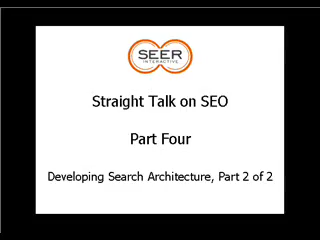 SEER
INTERACTIVE
Straight Talk on SEO
Part Four
Developing Search Architecture, Part 2 of 2